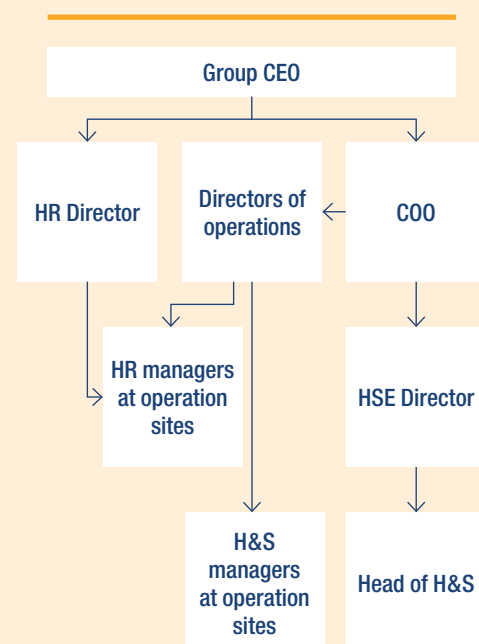 Group CEO
HR Director
Directors of
operations
COO
HR managers
at operation
sites
HSE Director
H&S
managers
at operation
sites
Head of H&S